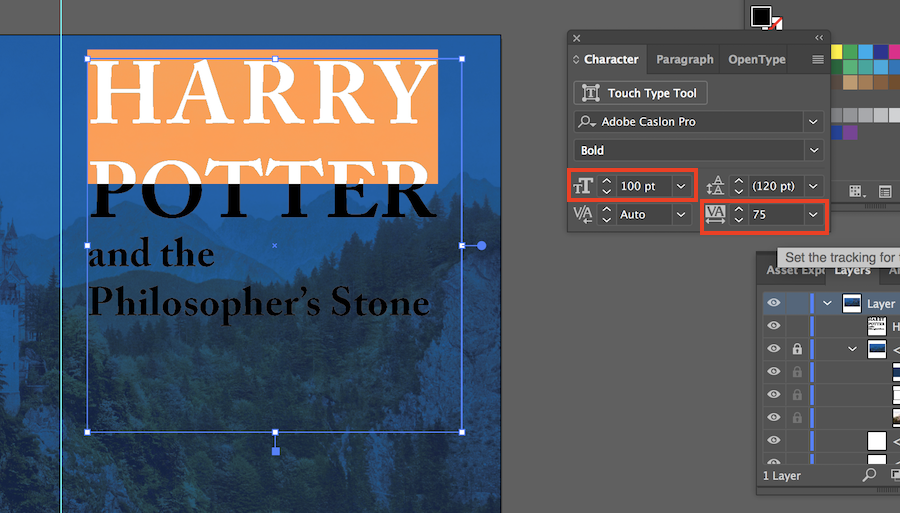 HARRY
POTTER
and the
Philosopher's Stone
Character
Paragraph
OpenType
Touch Type Tool
Adobe Caslon Pro
Bold
100 pt
(120 pt)
Auto
75
Set the tracking for
Asset Expo
Layers
Layer
1 Layer